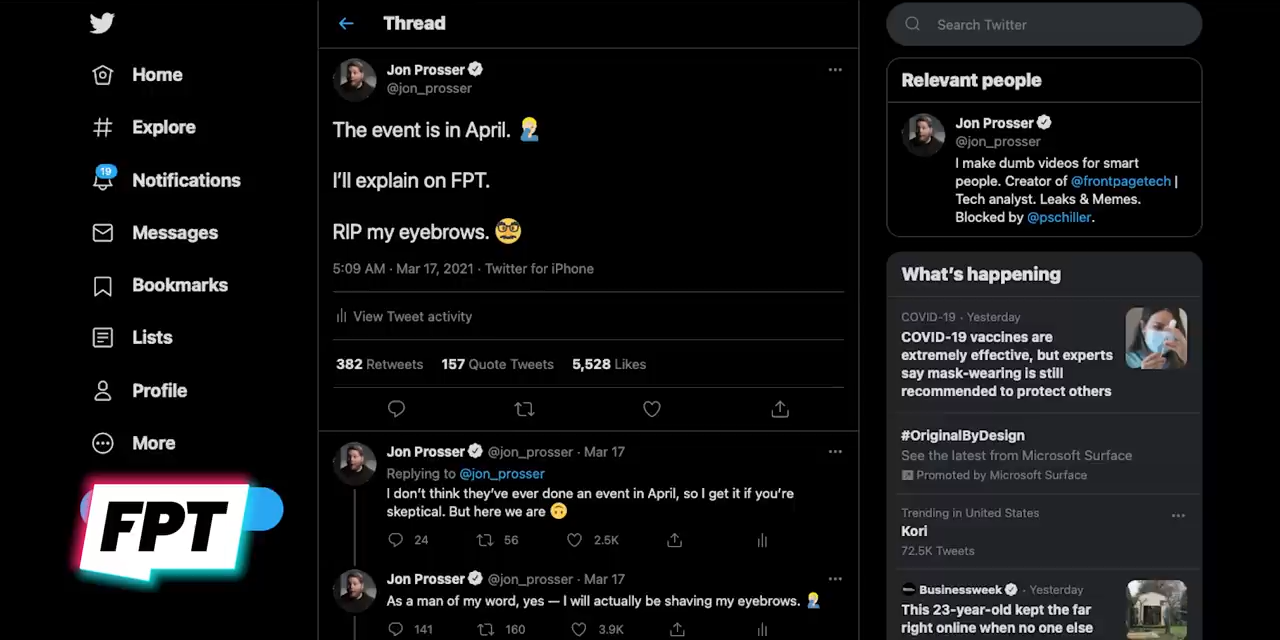 Home
Explore
19
Notifications
Messages
Bookmarks
Lists
Profile
More
FPT
Thread
Jon Prosser
@jon_prosser
The event is in April. 🤦🏼‍♂️
I’ll explain on FPT.
RIP my eyebrows. 🥸
5:09 AM · Mar 17, 2021 · Twitter for iPhone
View Tweet activity
382 Retweets 157 Quote Tweets 5,528 Likes
Jon Prosser @jon_prosser · Mar 17
Replying to @jon_prosser
I don’t think they’ve ever done an event in April, so I get it if you’re
skeptical. But here we are 🙃
24 56 2.5K
Jon Prosser @jon_prosser · Mar 17
As a man of my word, yes — I will actually be shaving my eyebrows. 🤦🏼‍♂️
141 160 3.9K
Search Twitter
Relevant people
Jon Prosser
@jon_prosser
I make dumb videos for smart
people. Creator of @frontpagetech |
Tech analyst. Leaks & Memes.
Blocked by @pschiller.
What’s happening
COVID-19 · Yesterday
COVID-19 vaccines are
extremely effective, but experts
say mask-wearing is still
recommended to protect others
#OriginalByDesign
See the latest from Microsoft Surface
Promoted by Microsoft Surface
Trending in United States
Kori
72.5K Tweets
Businessweek · Yesterday
This 23-year-old kept the far
right online when no one else